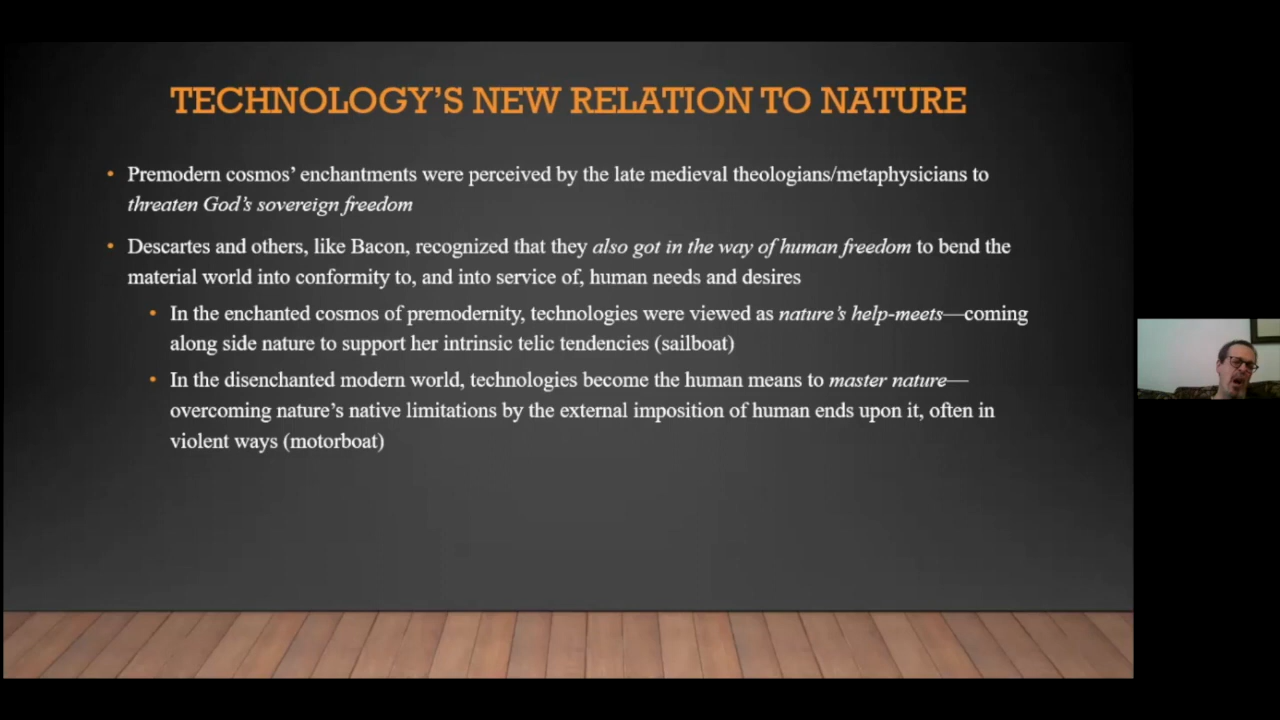 TECHNOLOGY'S NEW RELATION TO NATURE
• Premodern cosmos' enchantments were perceived by the late medieval theologians/metaphysicians to
threaten God's sovereign freedom
• Descartes and others, like Bacon, recognized that they also got in the way of human freedom to bend the
material world into conformity to, and into service of, human needs and desires
• In the enchanted cosmos of premodernity, technologies were viewed as nature's help-meets—coming
along side nature to support her intrinsic telic tendencies (sailboat)
• In the disenchanted modern world, technologies become the human means to master nature—
overcoming nature's native limitations by the external imposition of human ends upon it, often in
violent ways (motorboat)